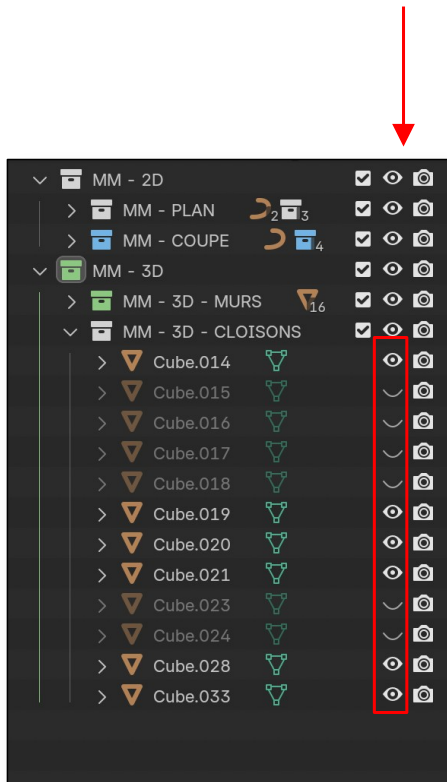 MM - 2D
MM - PLAN 2 3
MM - COUPE 4
MM - 3D
MM - 3D - MURS 16
MM - 3D - CLOISONS
Cube.014
Cube.015
Cube.016
Cube.017
Cube.018
Cube.019
Cube.020
Cube.021
Cube.023
Cube.024
Cube.028
Cube.033